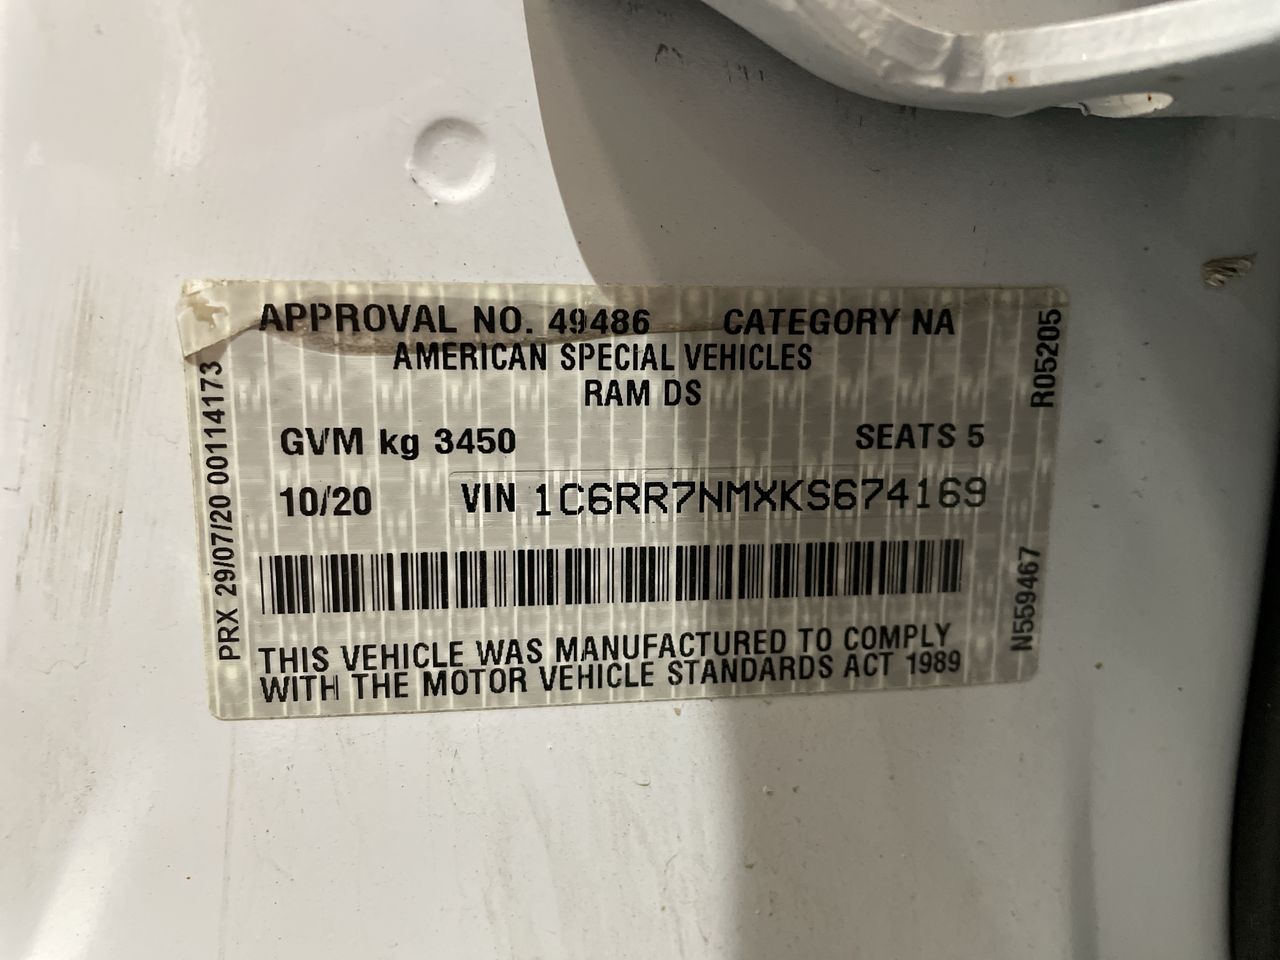 APPROVAL NO. 49486 CATEGORY NA
AMERICAN SPECIAL VEHICLES
RAM DS
GVM kg 3450 SEATS 5
10/20 VIN 1C6RR7NMXKS674169
THIS VEHICLE WAS MANUFACTURED TO COMPLY
WITH THE MOTOR VEHICLE STANDARDS ACT 1989
PRX 29/07/20 00114173
R05205
N559467